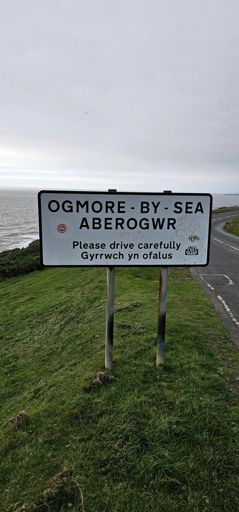 OGMORE-BY-SEA
ABEROGWR
Please drive carefully
Gyrrwch yn ofalus